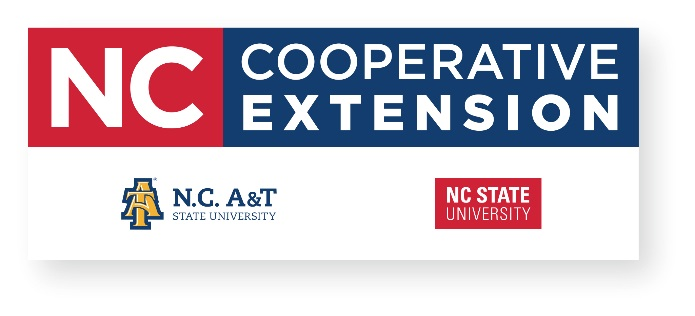 NC
COOPERATIVE
EXTENSION
N.C. A&T
STATE UNIVERSITY
NC STATE
UNIVERSITY